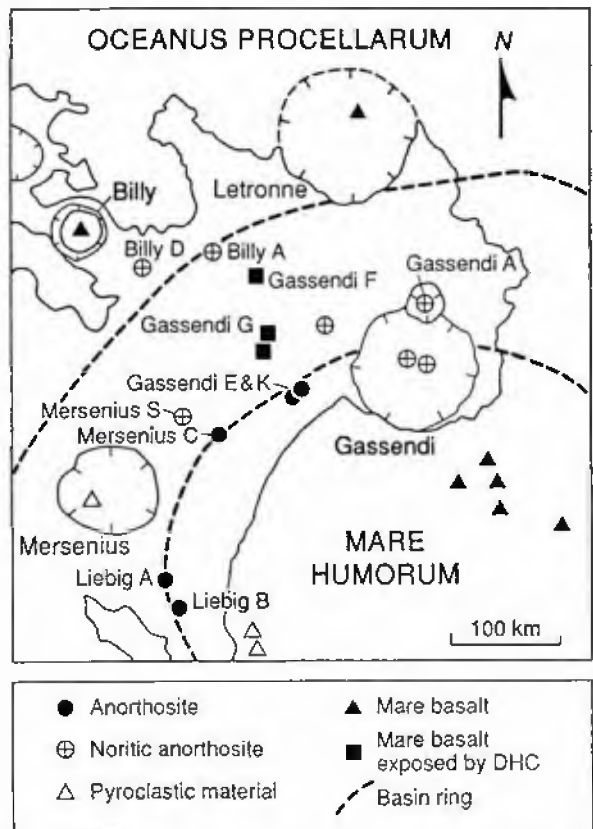 OCEANUS PROCELLARUM
N
Billy
Letronne
Billy D
Billy A
Gassendi A
Gassendi F
Gassendi G
Gassendi E & K
Mersenius S
Mersenius C
Gassendi
Mersenius
MARE
HUMORUM
Liebig A
Liebig B
100 km
Anorthosite
Mare basalt
Noritic anorthosite
Mare basalt
exposed by DHC
Pyroclastic material
Basin ring